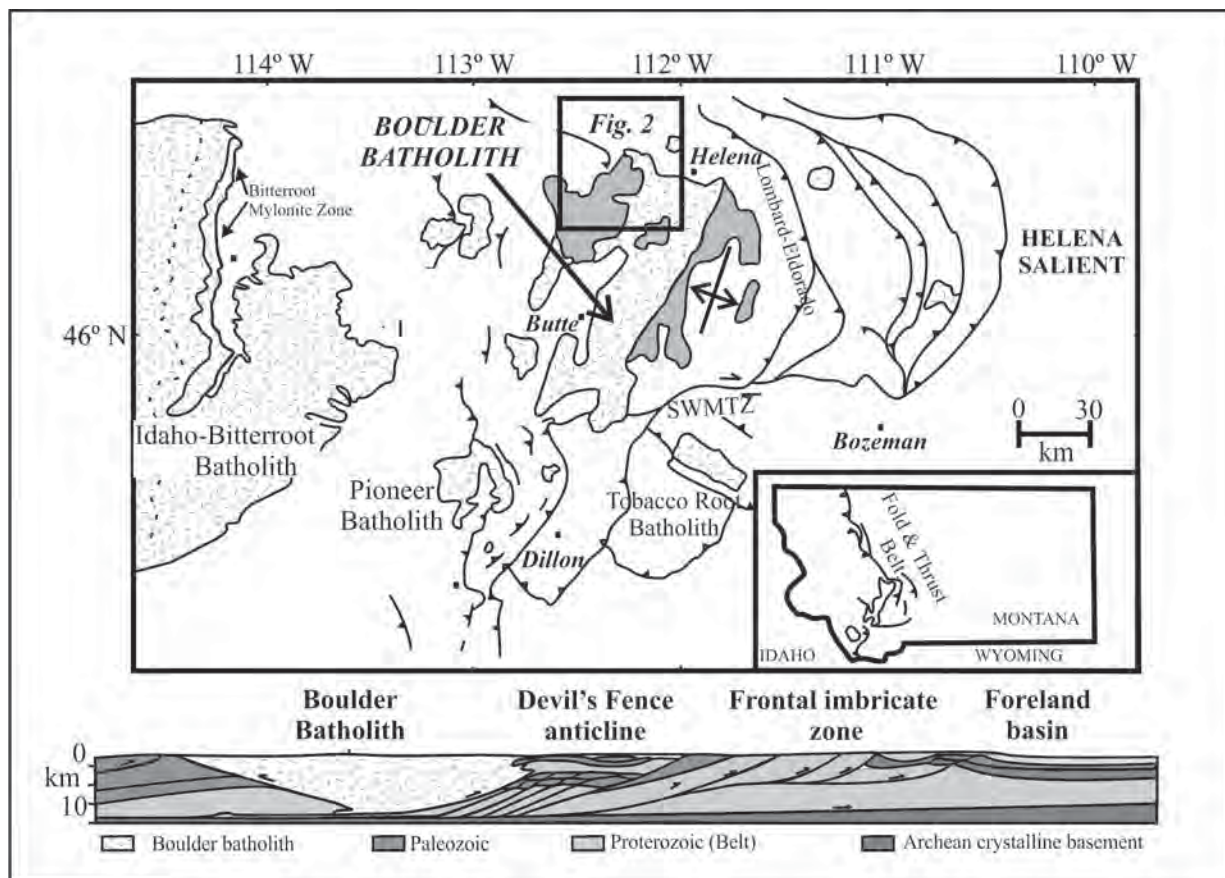 114° W
113° W
112° W
111° W
110° W
BOULDER
BATHOLITH
Fig. 2
Helena
Bitterroot
Mylonite Zone
Lombard-Eldorado
HELENA
SALIENT
46° N
Butte
SWMTZ
0 30
km
Bozeman
Idaho-Bitterroot
Batholith
Pioneer
Batholith
Tobacco Root
Batholith
Dillon
Fold & Thrust
Belt
MONTANA
IDAHO
WYOMING
Boulder
Batholith
Devil's Fence
anticline
Frontal imbricate
zone
Foreland
basin
0
km
10
Boulder batholith
Paleozoic
Proterozoic (Belt)
Archean crystalline basement